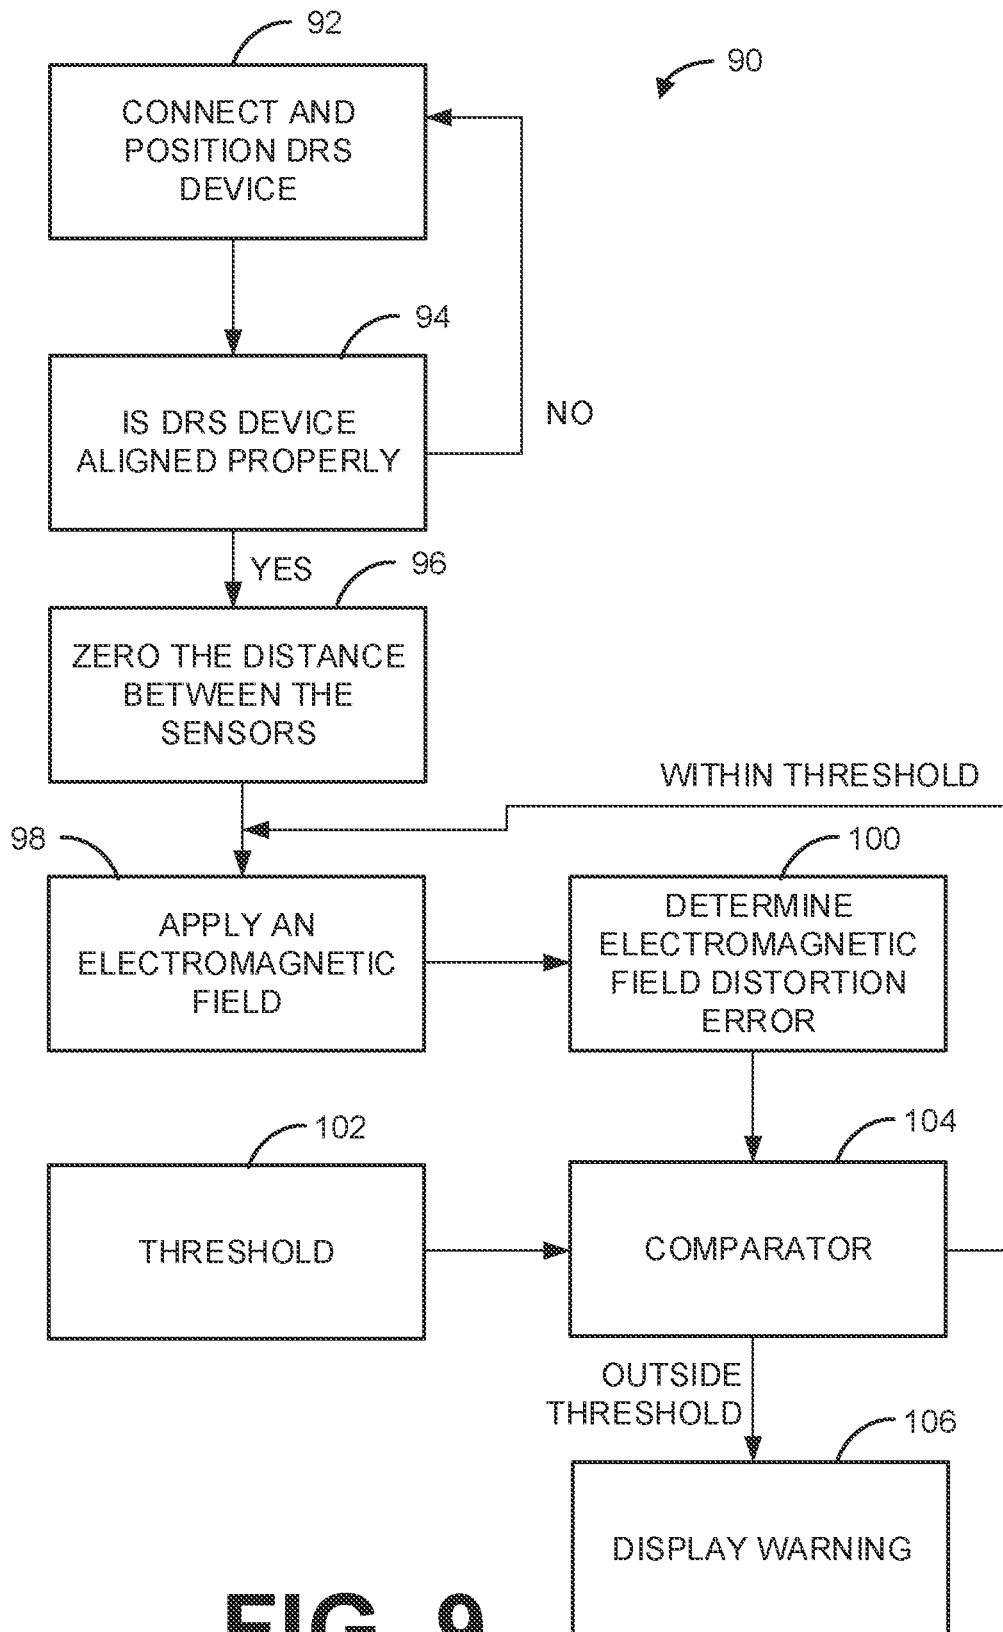 92
90
CONNECT AND
POSITION DRS
DEVICE
94
IS DRS DEVICE
ALIGNED PROPERLY
NO
YES
96
ZERO THE DISTANCE
BETWEEN THE
SENSORS
WITHIN THRESHOLD
98
APPLY AN
ELECTROMAGNETIC
FIELD
100
DETERMINE
ELECTROMAGNETIC
FIELD DISTORTION
ERROR
102
THRESHOLD
104
COMPARATOR
OUTSIDE
THRESHOLD
106
DISPLAY WARNING
FIG. 9